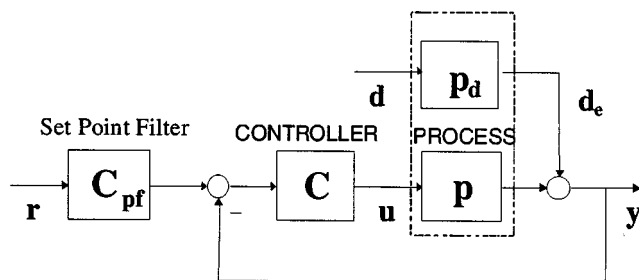 p_d
d
d_e
Set Point Filter
CONTROLLER
PROCESS
C_pf
C
p
r
−
u
y